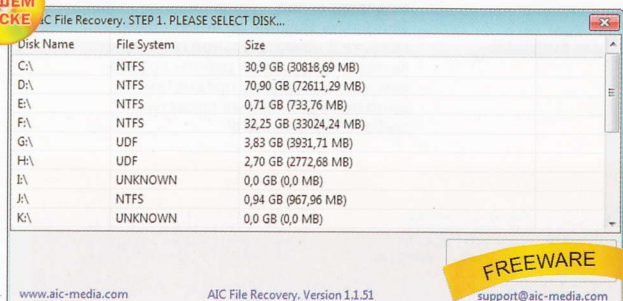 ШЕМ
СКЕ
AIC File Recovery. STEP 1. PLEASE SELECT DISK...
Disk Name File System Size
C:\ NTFS 30,9 GB (30818,69 MB)
D:\ NTFS 70,90 GB (72611,29 MB)
E:\ NTFS 0,71 GB (733,76 MB)
F:\ NTFS 32,25 GB (33024,24 MB)
G:\ UDF 3,83 GB (3931,71 MB)
H:\ UDF 2,70 GB (2772,68 MB)
I:\ UNKNOWN 0,0 GB (0,0 MB)
J:\ NTFS 0,94 GB (967,96 MB)
K:\ UNKNOWN 0,0 GB (0,0 MB)
FREEWARE
www.aic-media.com AIC File Recovery. Version 1.1.51 support@aic-media.com